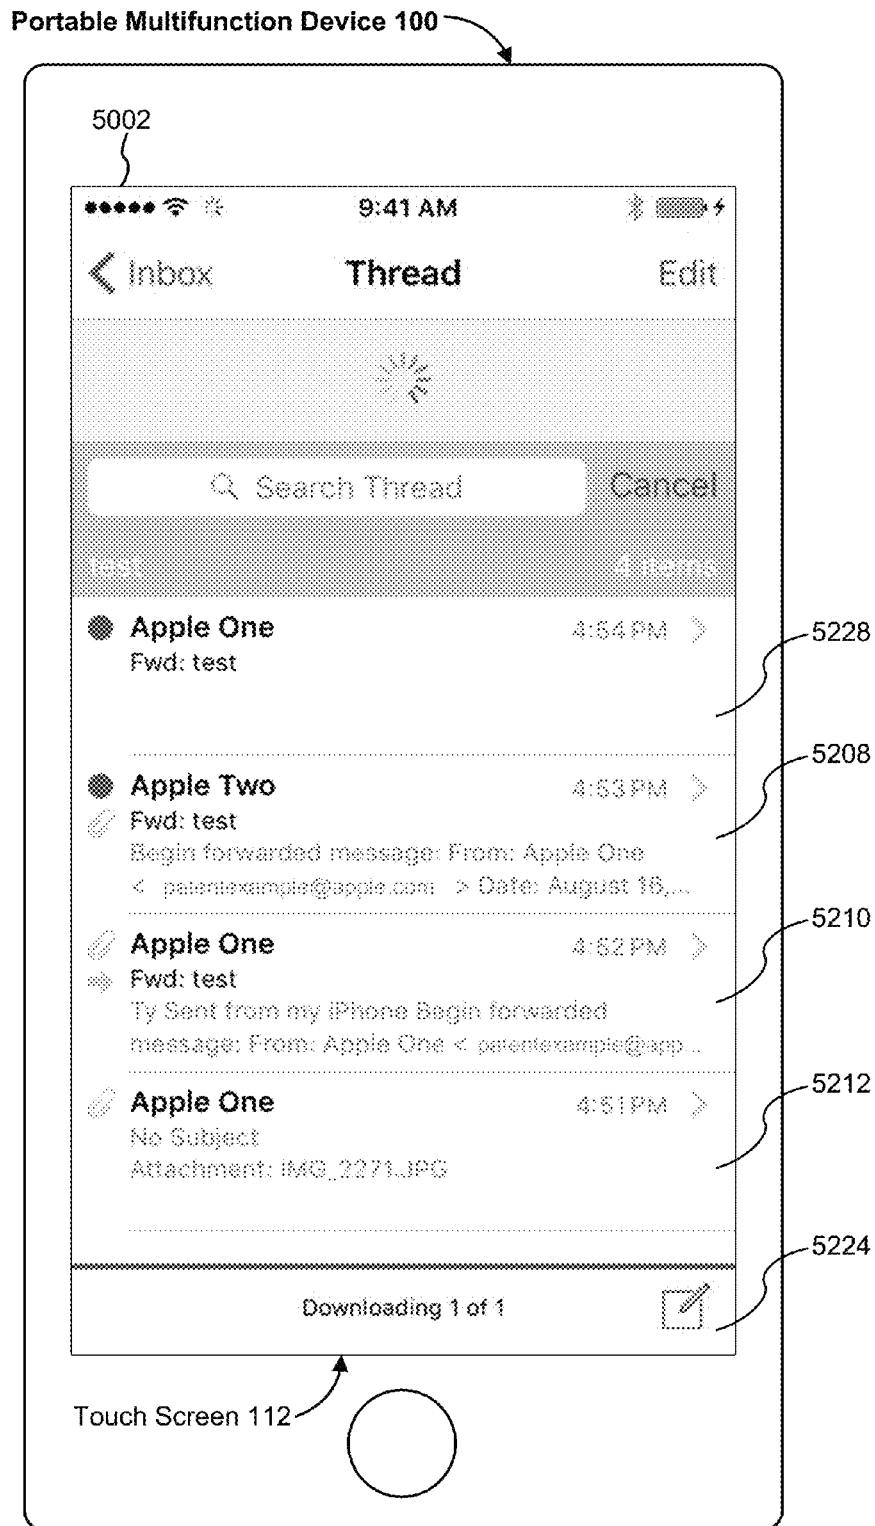 Portable Multifunction Device 100
5002
9:41 AM
Inbox Thread Edit
Search Thread Cancel
test 4 items
Apple One 4:54 PM
5228
Fwd: test
5208
Apple Two 4:53 PM
Fwd: test
Begin forwarded message: From: Apple One
< patentexample@apple.com > Date: August 16,...
5210
Apple One 4:52 PM
Fwd: test
Ty Sent from my iPhone Begin forwarded
message: From: Apple One < patentexample@app...
5212
Apple One 4:51 PM
No Subject
Attachment: IMG_2271.JPG
5224
Downloading 1 of 1
Touch Screen 112